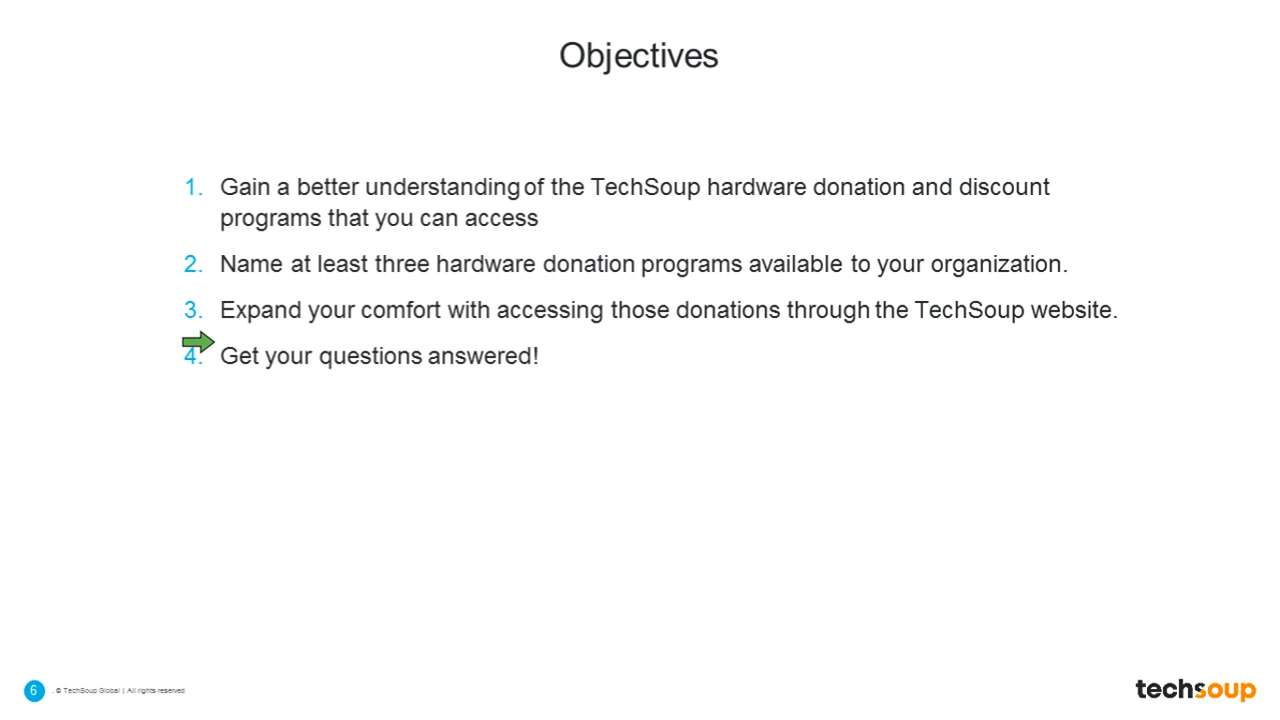 Objectives
1. Gain a better understanding of the TechSoup hardware donation and discount
programs that you can access
2. Name at least three hardware donation programs available to your organization.
3. Expand your comfort with accessing those donations through the TechSoup website.
4. Get your questions answered!
6 . © TechSoup Global | All rights reserved
techsoup